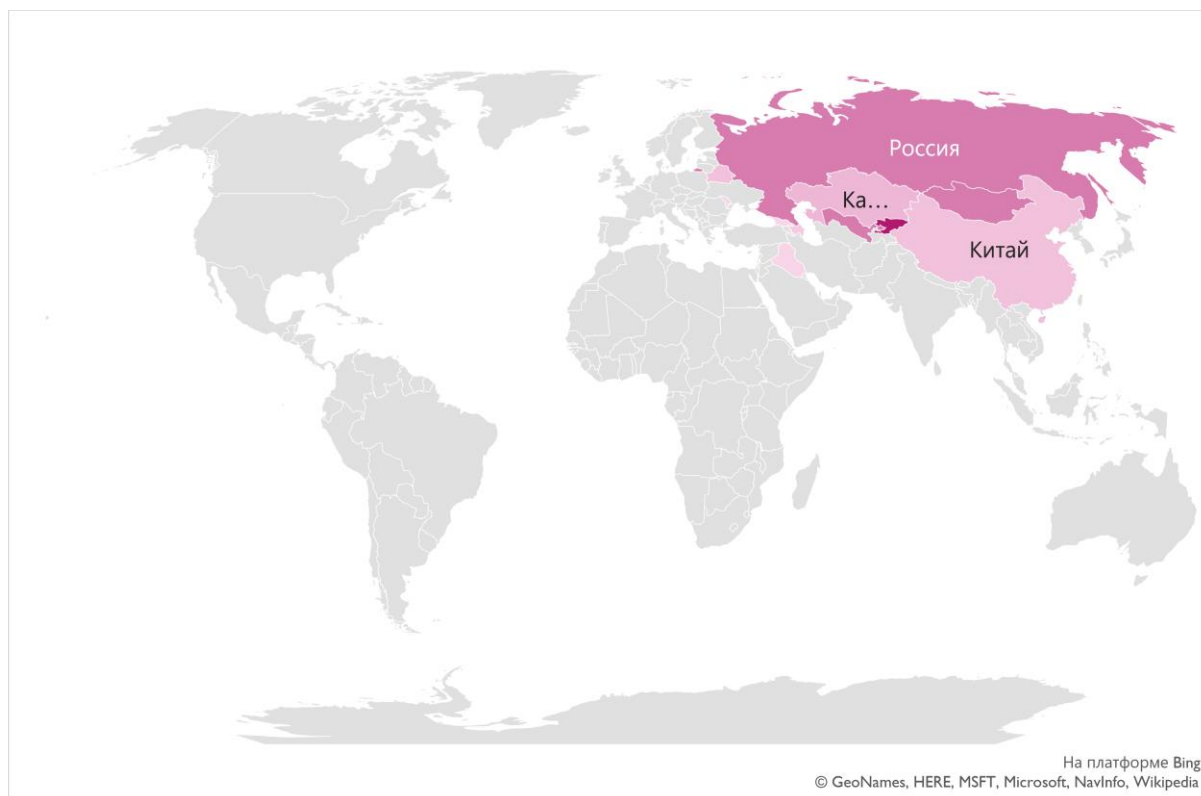 Россия
Ка...
Китай
На платформе Bing
© GeoNames, HERE, MSFT, Microsoft, NavInfo, Wikipedia